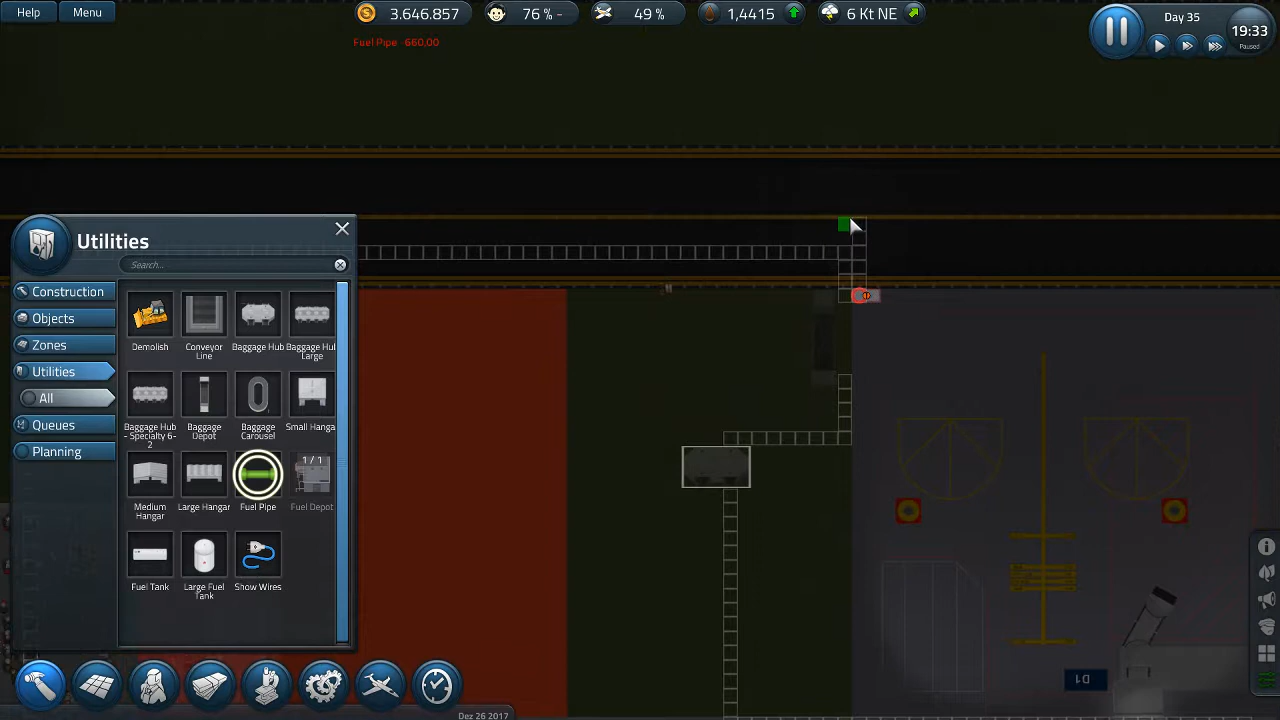 Help
Menu
3.646.857
76 % -
49 %
1,4415
6 Kt NE
Day 35
19:33
Paused
Fuel Pipe -660,00
Utilities
Search...
Construction
Objects
Zones
Utilities
All
Queues
Planning
Demolish
Conveyor Line
Baggage Hub
Baggage Hub Large
Baggage Hub - Specialty 6-2
Baggage Depot
Baggage Carousel
Small Hanga
Medium Hangar
Large Hangar
Fuel Pipe
1 / 1
Fuel Depot
Fuel Tank
Large Fuel Tank
Show Wires
D1
Dez 26 2017